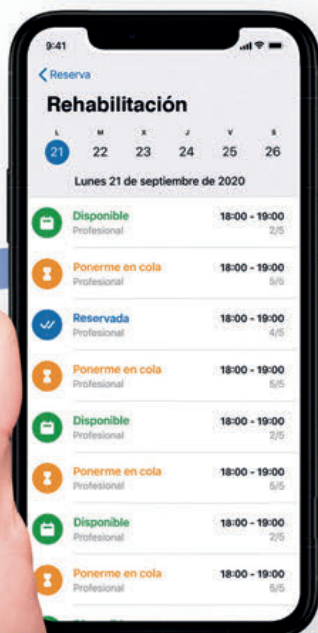 9:41
Reserva
Rehabilitación
L M X J V S
21 22 23 24 25 26
Lunes 21 de septiembre de 2020
Disponible 18:00 - 19:00
Profesional 2/5
Ponerme en cola 18:00 - 19:00
Profesional 5/5
Reservada 18:00 - 19:00
Profesional 4/5
Ponerme en cola 18:00 - 19:00
Profesional 5/5
Disponible 18:00 - 19:00
Profesional 2/5
Ponerme en cola 18:00 - 19:00
Profesional 5/5
Disponible 18:00 - 19:00
Profesional 2/5
Ponerme en cola 18:00 - 19:00
Profesional 5/5